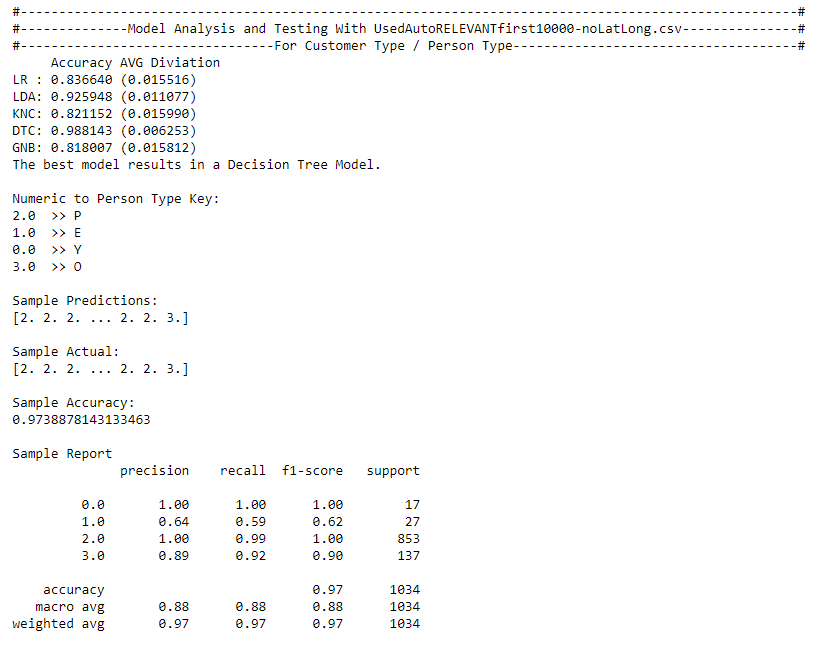 #-----------------------------------------------------------------------------------------------------#
#--------------Model Analysis and Testing With UsedAutoRELEVANTfirst10000-noLatLong.csv---------------#
#---------------------------------For Customer Type / Person Type-------------------------------------#
Accuracy AVG Diviation
LR : 0.836640 (0.015516)
LDA: 0.925948 (0.011077)
KNC: 0.821152 (0.015990)
DTC: 0.988143 (0.006253)
GNB: 0.818007 (0.015812)
The best model results in a Decision Tree Model.
Numeric to Person Type Key:
2.0  >> P
1.0  >> E
0.0  >> Y
3.0  >> O
Sample Predictions:
[2. 2. 2. ... 2. 2. 3.]
Sample Actual:
[2. 2. 2. ... 2. 2. 3.]
Sample Accuracy:
0.9738878143133463
Sample Report
              precision    recall  f1-score   support
         0.0       1.00      1.00      1.00        17
         1.0       0.64      0.59      0.62        27
         2.0       1.00      0.99      1.00       853
         3.0       0.89      0.92      0.90       137
    accuracy                           0.97      1034
   macro avg       0.88      0.88      0.88      1034
weighted avg       0.97      0.97      0.97      1034